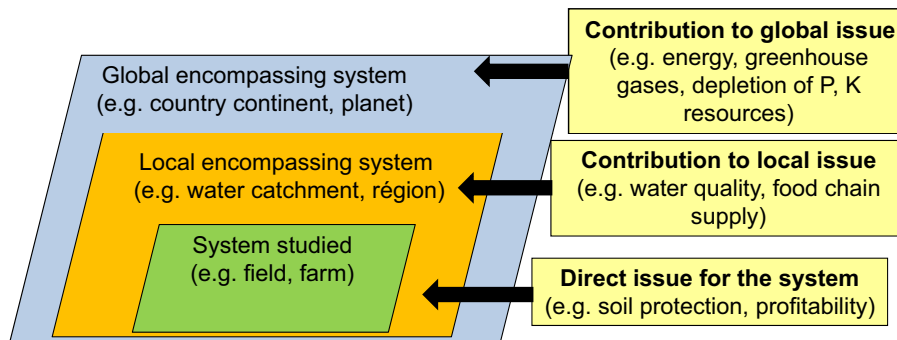 Global encompassing system
(e.g. country continent, planet)
Contribution to global issue
(e.g. energy, greenhouse
gases, depletion of P, K
resources)
Local encompassing system
(e.g. water catchment, région)
Contribution to local issue
(e.g. water quality, food chain
supply)
System studied
(e.g. field, farm)
Direct issue for the system
(e.g. soil protection, profitability)